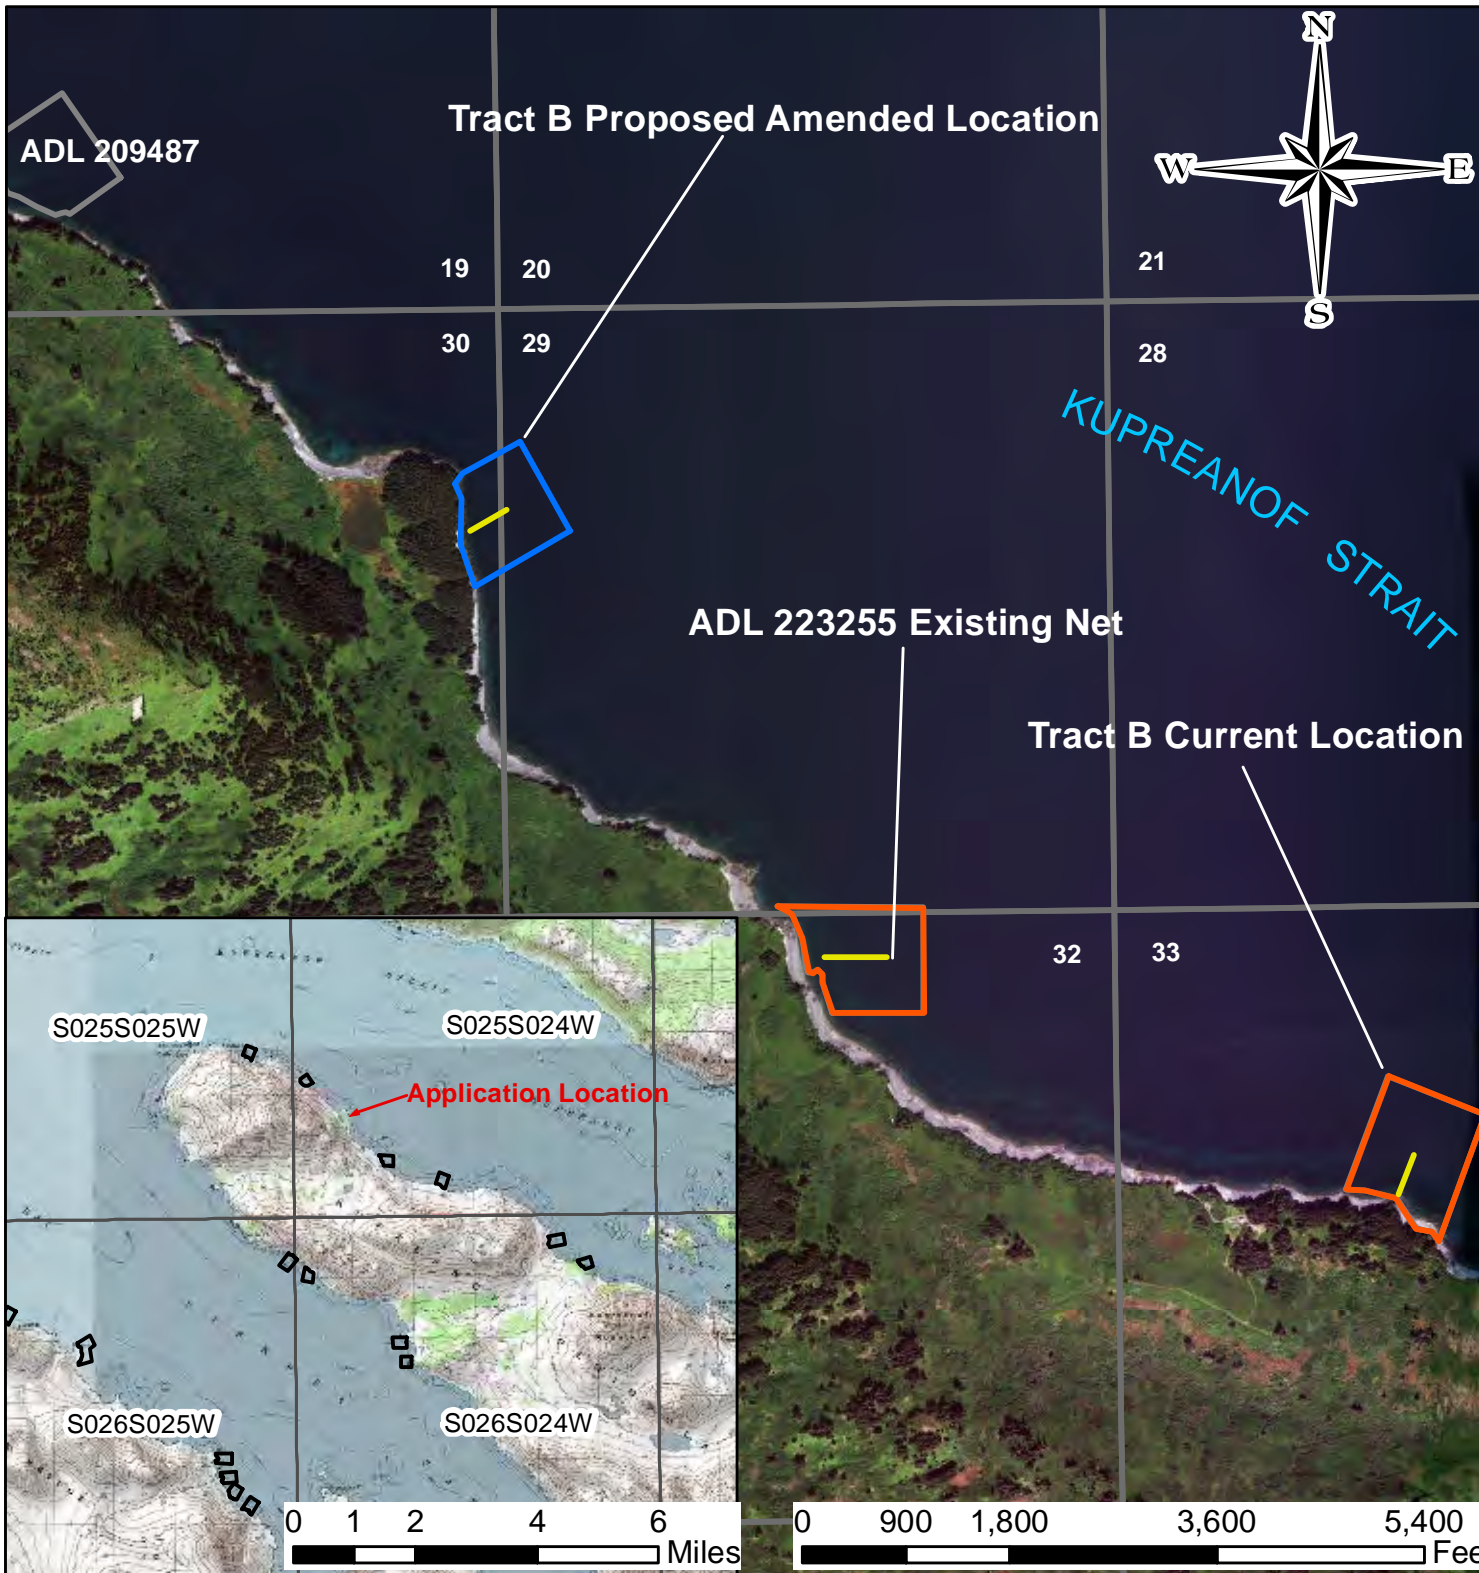 N
Tract B Proposed Amended Location
ADL 209487
W
E
19
20
21
S
30
29
28
KUPREANOF STRAIT
ADL 223255 Existing Net
Tract B Current Location
32
33
S025S025W
S025S024W
Application Location
S026S025W
S026S024W
0 1 2 4 6
Miles
0 900 1,800 3,600 5,400
Fee